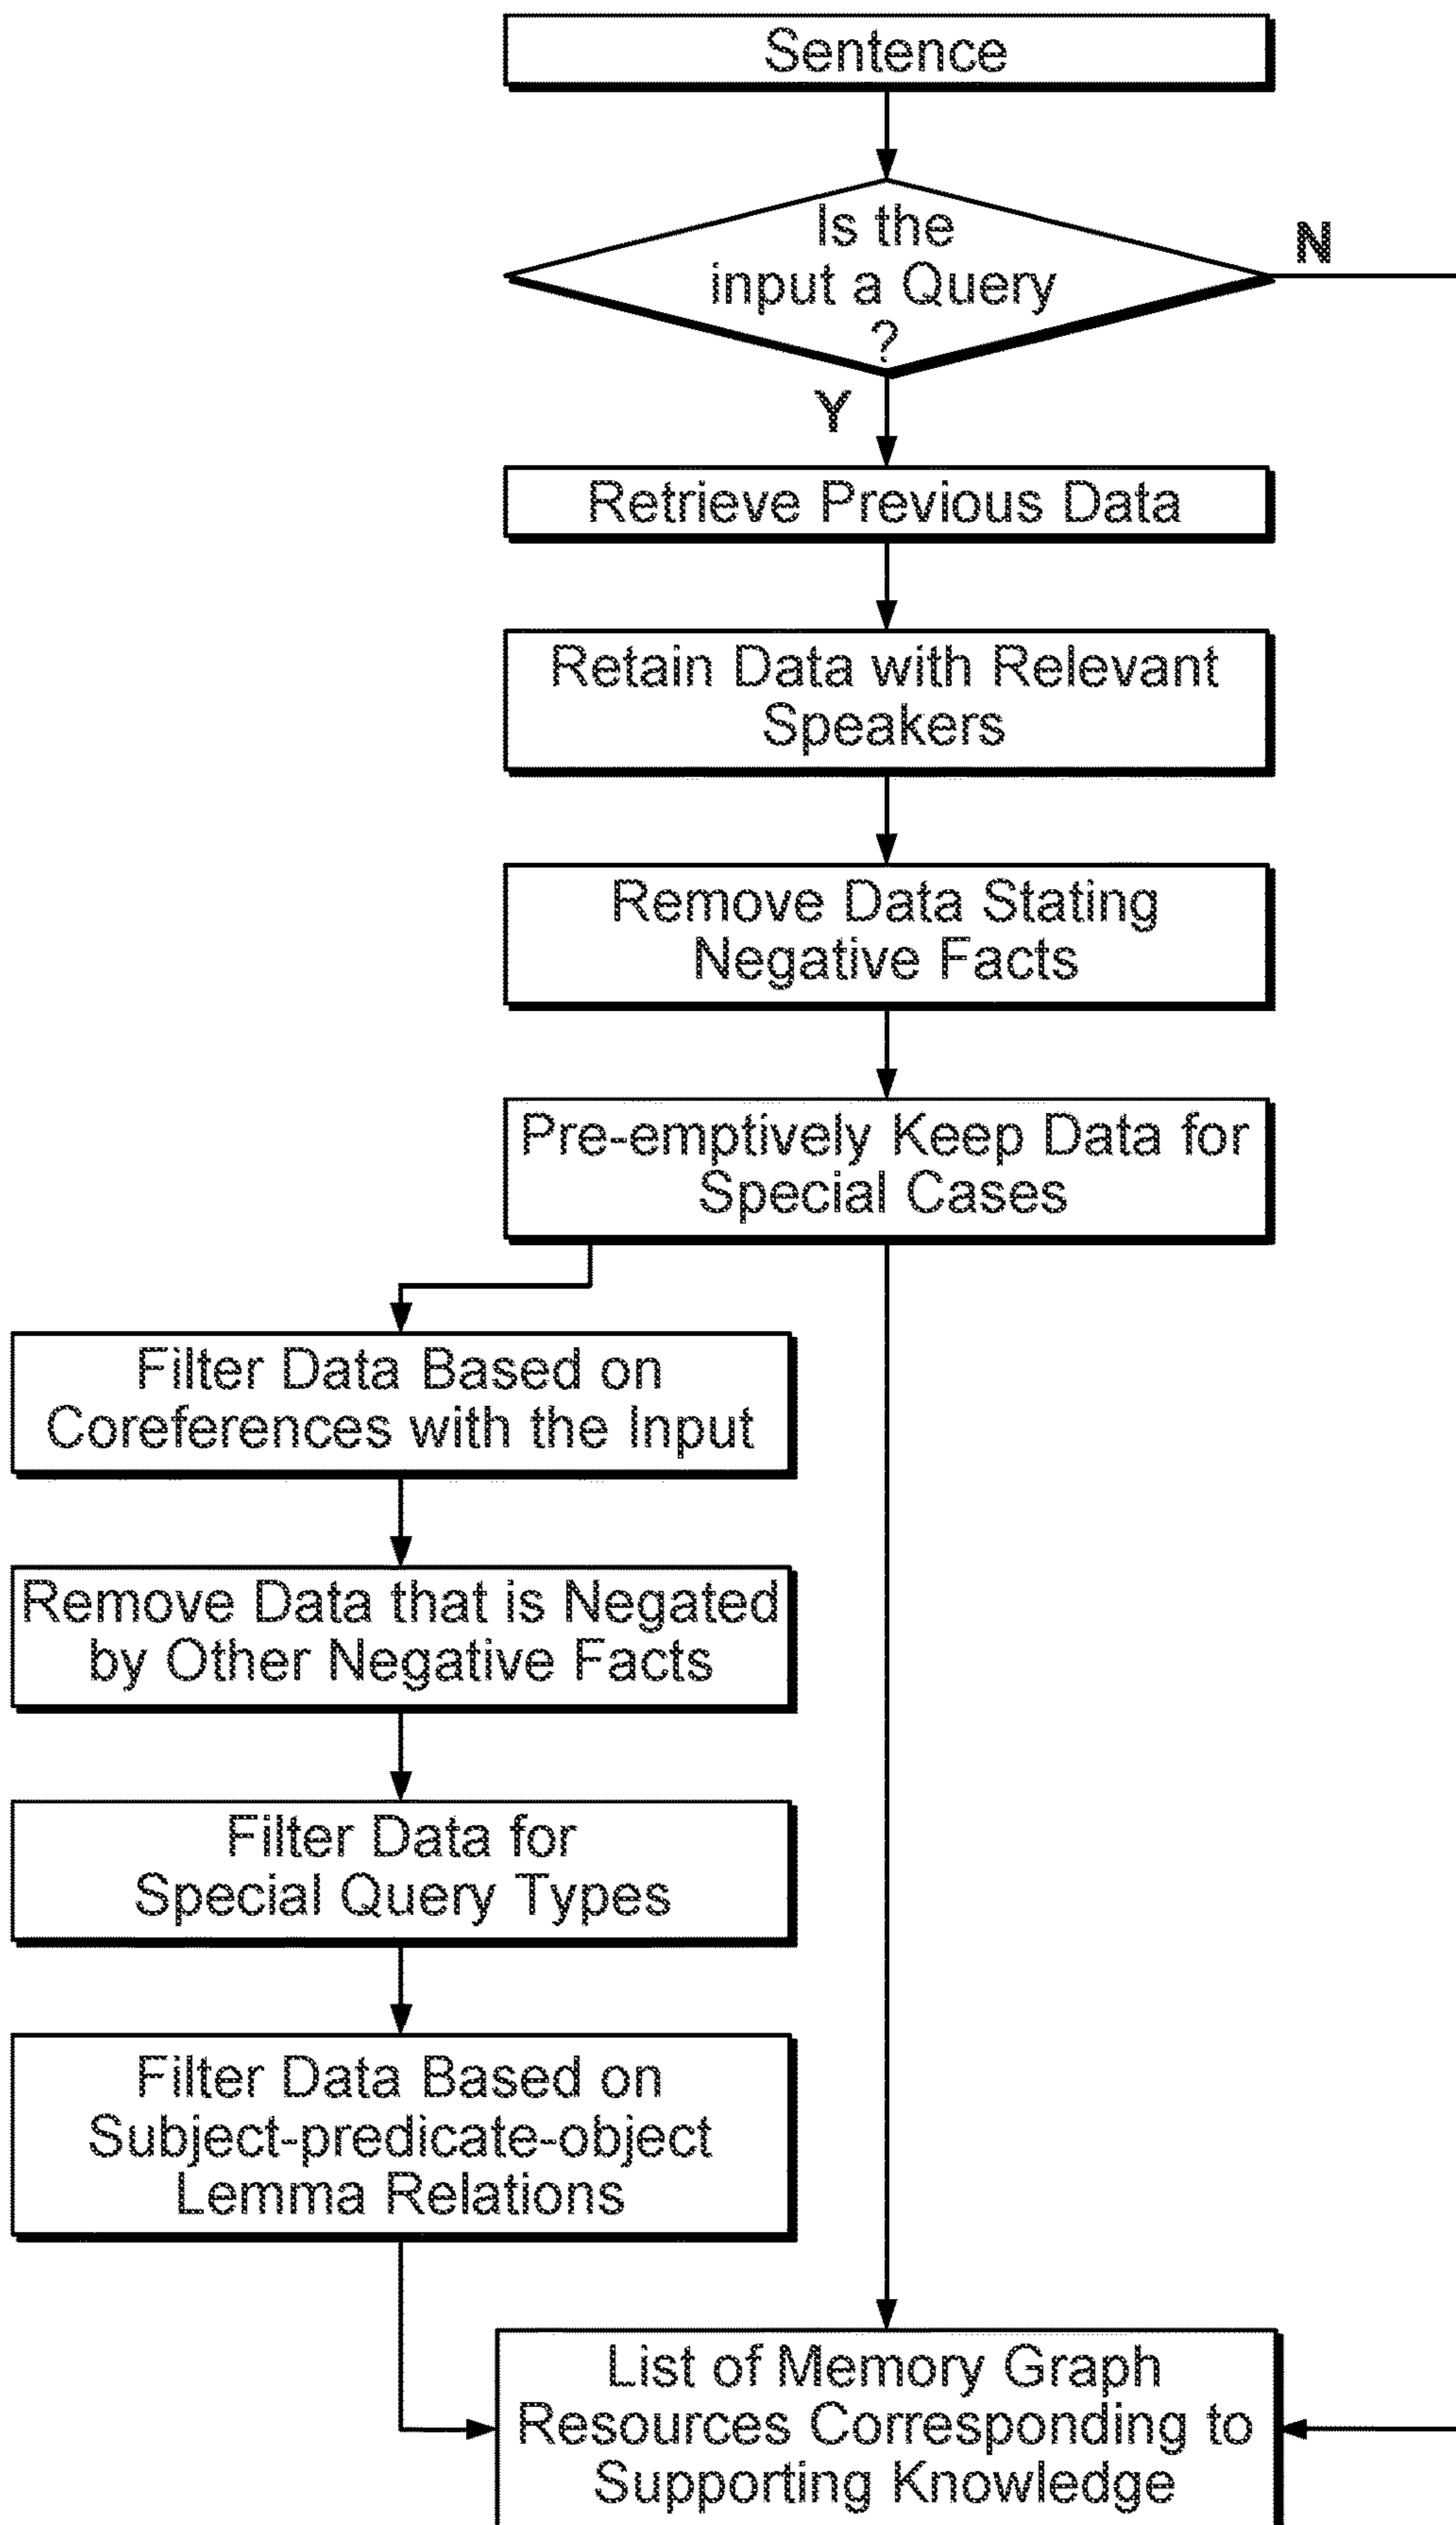 Sentence
Is the
input a Query
?
N
Y
Retrieve Previous Data
Retain Data with Relevant
Speakers
Remove Data Stating
Negative Facts
Pre-emptively Keep Data for
Special Cases
Filter Data Based on
Coreferences with the Input
Remove Data that is Negated
by Other Negative Facts
Filter Data for
Special Query Types
Filter Data Based on
Subject-predicate-object
Lemma Relations
List of Memory Graph
Resources Corresponding to
Supporting Knowledge